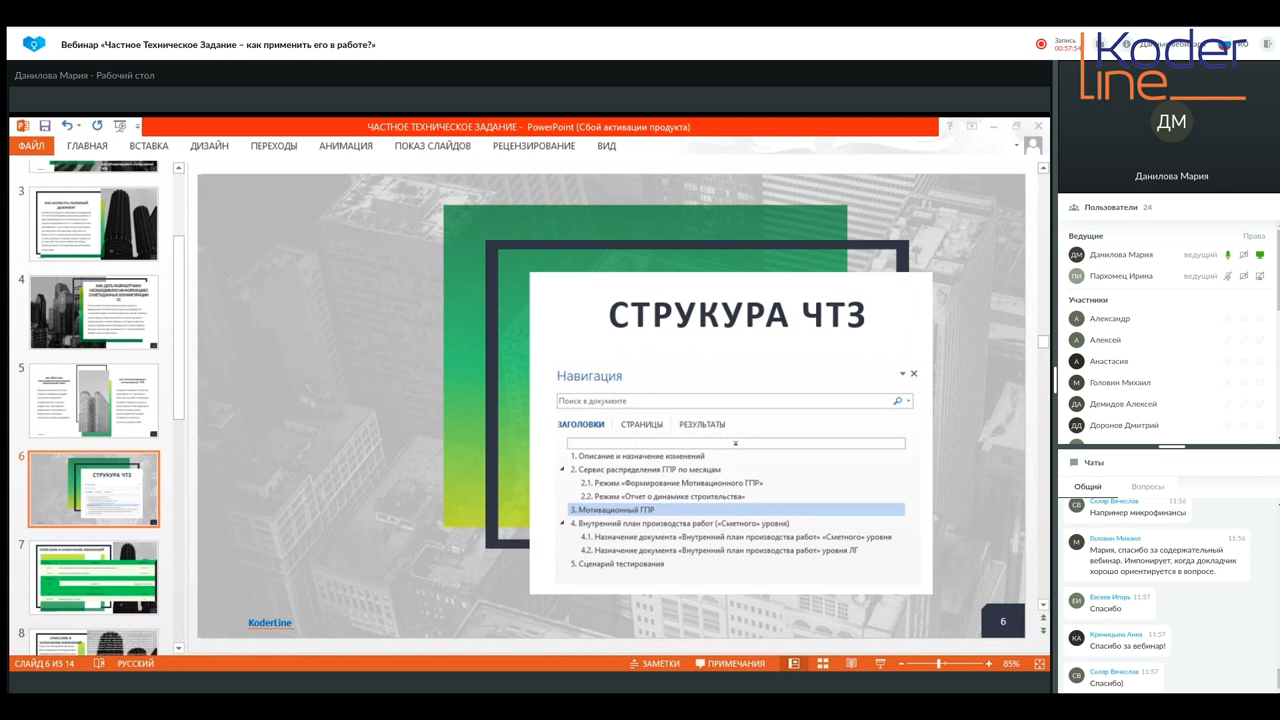 Вебинар «Частное Техническое Задание – как применить его в работе?»
Запись
00:57:54
RU
Koder
Line
Данилова Мария - Рабочий стол
ДМ
Данилова Мария
ЧАСТНОЕ ТЕХНИЧЕСКОЕ ЗАДАНИЕ - PowerPoint (Сбой активации продукта)
ФАЙЛ ГЛАВНАЯ ВСТАВКА ДИЗАЙН ПЕРЕХОДЫ АНИМАЦИЯ ПОКАЗ СЛАЙДОВ РЕЦЕНЗИРОВАНИЕ ВИД
3
4
5
6
СТРУКУРА ЧТЗ
7
8
СТРУКУРА ЧТЗ
Навигация
Поиск в документе
ЗАГОЛОВКИ СТРАНИЦЫ РЕЗУЛЬТАТЫ
1. Описание и назначение изменений
2. Сервис распределения ГПР по месяцам
2.1. Режим «Формирование Мотивационного ГПР»
2.2. Режим «Отчет о динамике строительства»
3. Мотивационный ГПР
4. Внутренний план производства работ («Сметного» уровня)
4.1. Назначение документа «Внутренний план производства работ» «Сметного» уровня
4.2. Назначение документа «Внутренний план производства работ» уровня ЛГ
5. Сценарий тестирования
KoderLine
6
СЛАЙД 6 ИЗ 14 РУССКИЙ ЗАМЕТКИ ПРИМЕЧАНИЯ 85%
Пользователи 24
Ведущие Права
ДМ Данилова Мария ведущий
ПИ Пархомец Ирина ведущий
Участники
А Александр
А Алексей
А Анастасия
М Головин Михаил
ДА Демидов Алексей
ДД Доронов Дмитрий
Чаты
Общий Вопросы
СВ Скляр Вячеслав 11:56
Например микрофинансы
М Головин Михаил 11:56
Мария, спасибо за содержательный
вебинар. Импонирует, когда докладчик
хорошо ориентируется в вопросе.
ЕИ Евсеев Игорь 11:57
Спасибо
КА Криницына Анна 11:57
Спасибо за вебинар!
СВ Скляр Вячеслав 11:57
Спасибо)